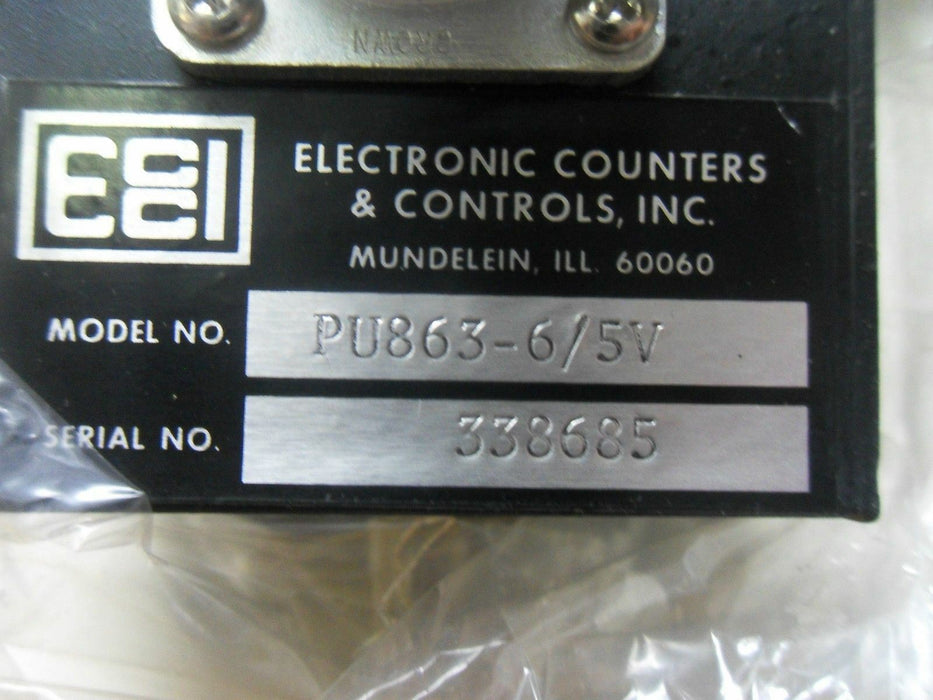 ECCI
ELECTRONIC COUNTERS
& CONTROLS, INC.
MUNDELEIN, ILL. 60060
MODEL NO. PU863-6/5V
SERIAL NO. 338685